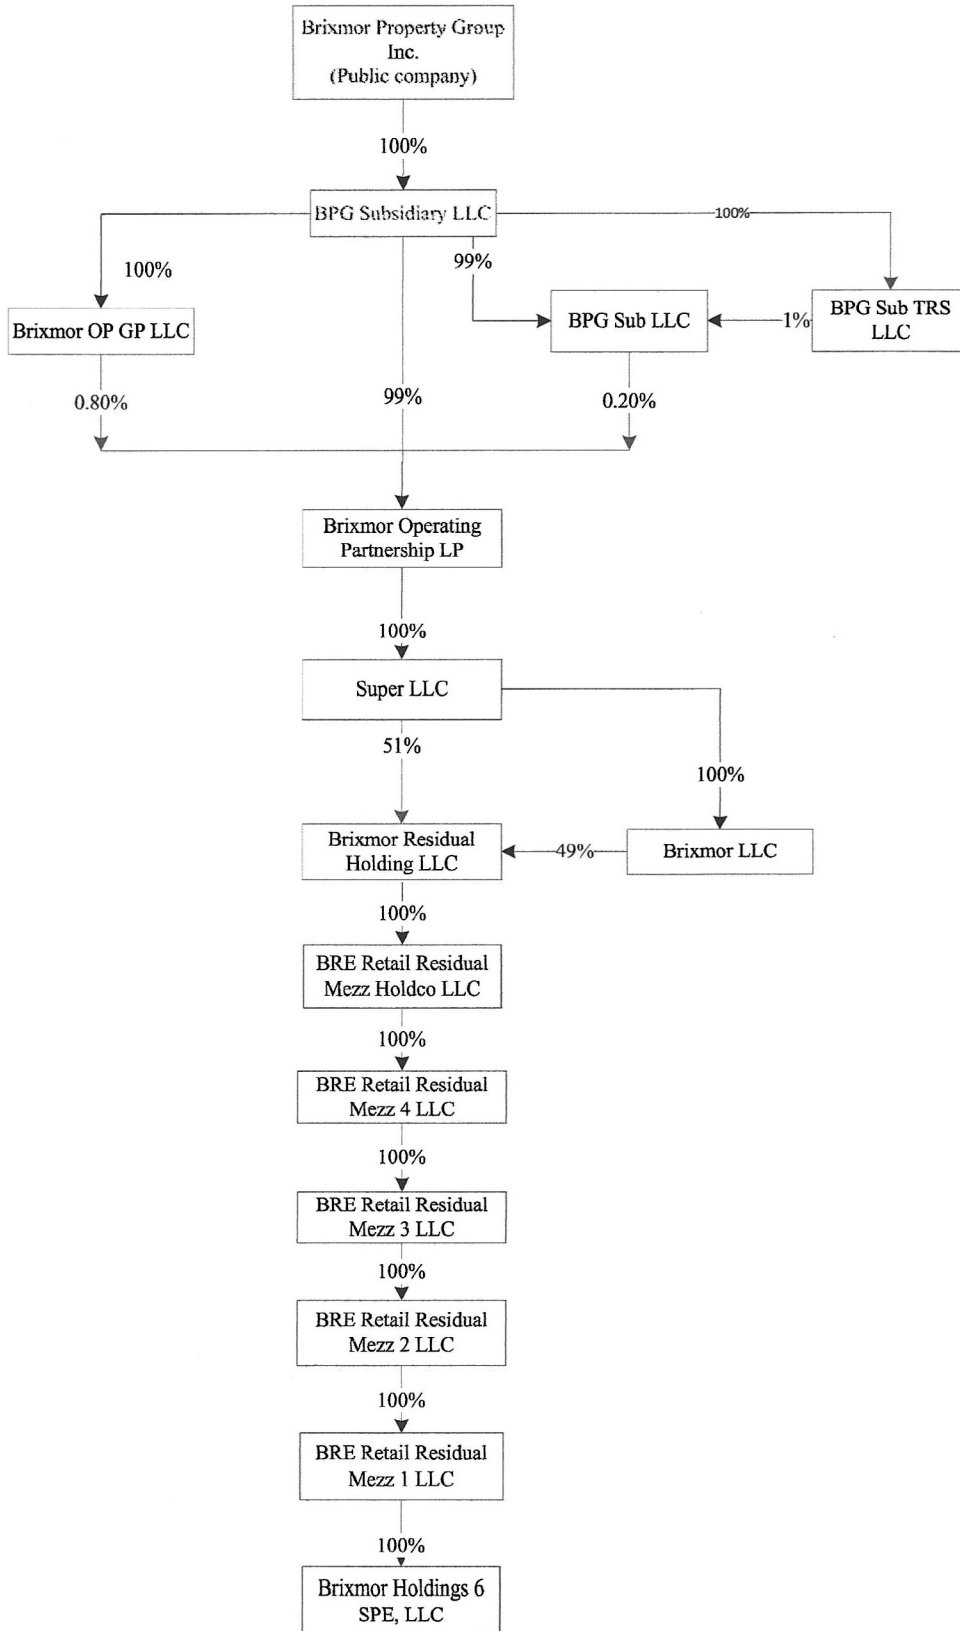 Brixmor Property Group
Inc.
(Public company)
100%
BPG Subsidiary LLC
100%
100%
99%
Brixmor OP GP LLC
BPG Sub LLC
1%
BPG Sub TRS
LLC
0.80%
99%
0.20%
Brixmor Operating
Partnership LP
100%
Super LLC
51%
100%
Brixmor Residual
Holding LLC
49%
Brixmor LLC
100%
BRE Retail Residual
Mezz Holdco LLC
100%
BRE Retail Residual
Mezz 4 LLC
100%
BRE Retail Residual
Mezz 3 LLC
100%
BRE Retail Residual
Mezz 2 LLC
100%
BRE Retail Residual
Mezz 1 LLC
100%
Brixmor Holdings 6
SPE, LLC